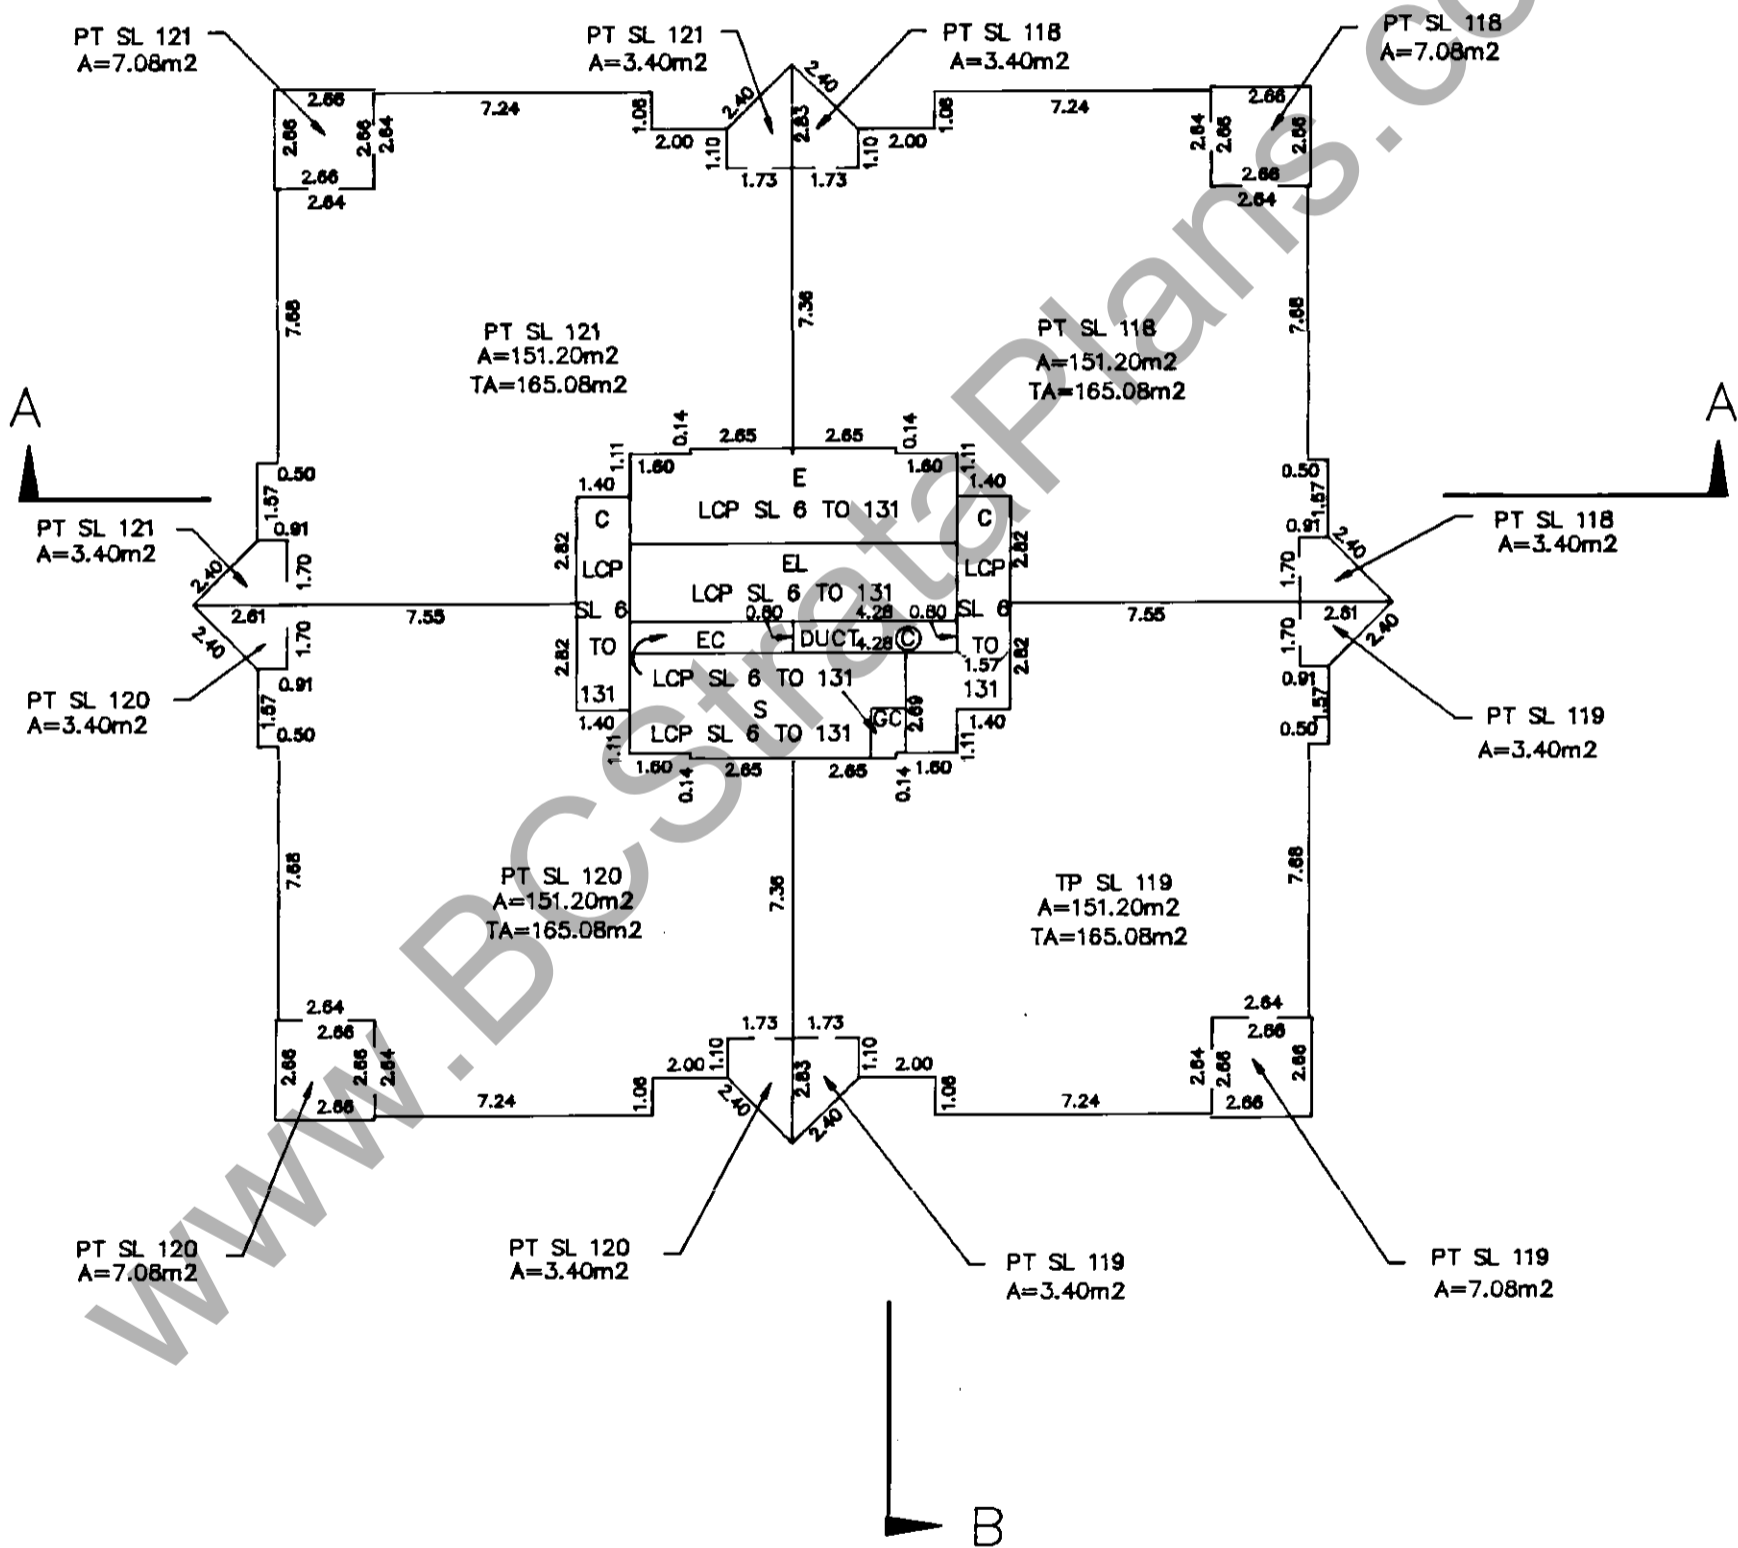 PT SL 121
A=7.08m2
PT SL 121
A=3.40m2
PT SL 118
A=3.40m2
PT SL 118
A=7.08m2
2.66
2.66
2.66
2.64
2.66
2.64
7.24
1.08
2.00
1.10
2.40
2.83
2.40
1.73
1.73
1.10
2.00
1.08
7.24
2.64
2.66
2.66
2.66
2.66
2.64
7.68
7.36
7.68
PT SL 121
A=151.20m2
TA=165.08m2
PT SL 118
A=151.20m2
TA=165.08m2
A
A
0.14
2.65
2.65
0.14
1.11
1.60
1.60
1.11
1.40
1.40
0.50
1.57
0.91
0.50
1.57
0.91
E
LCP SL 6 TO 131
C
LCP
SL 6
TO
131
C
LCP
SL 6
TO
131
2.82
2.82
2.82
2.82
EL
LCP SL 6 TO 131
0.80
4.28
0.80
EC
DUCT
4.28
C
1.57
LCP SL 6 TO 131
S
LCP SL 6 TO 131
GC
2.69
PT SL 121
A=3.40m2
2.40
1.70
2.61
7.55
2.40
1.70
0.91
1.57
0.50
PT SL 120
A=3.40m2
PT SL 118
A=3.40m2
2.40
1.70
7.55
2.61
1.70
2.40
0.91
1.57
0.50
PT SL 119
A=3.40m2
1.40
1.11
1.60
0.14
2.65
2.65
0.14
1.60
1.11
1.40
7.68
7.36
7.68
PT SL 120
A=151.20m2
TA=165.08m2
TP SL 119
A=151.20m2
TA=165.08m2
2.64
2.66
2.66
2.66
2.64
2.66
7.24
1.08
2.00
1.10
1.73
1.73
1.10
2.40
2.83
2.40
2.00
1.08
7.24
2.64
2.66
2.64
2.66
2.66
2.66
PT SL 120
A=7.08m2
PT SL 120
A=3.40m2
PT SL 119
A=3.40m2
PT SL 119
A=7.08m2
B
www.BCStrataPlans.co